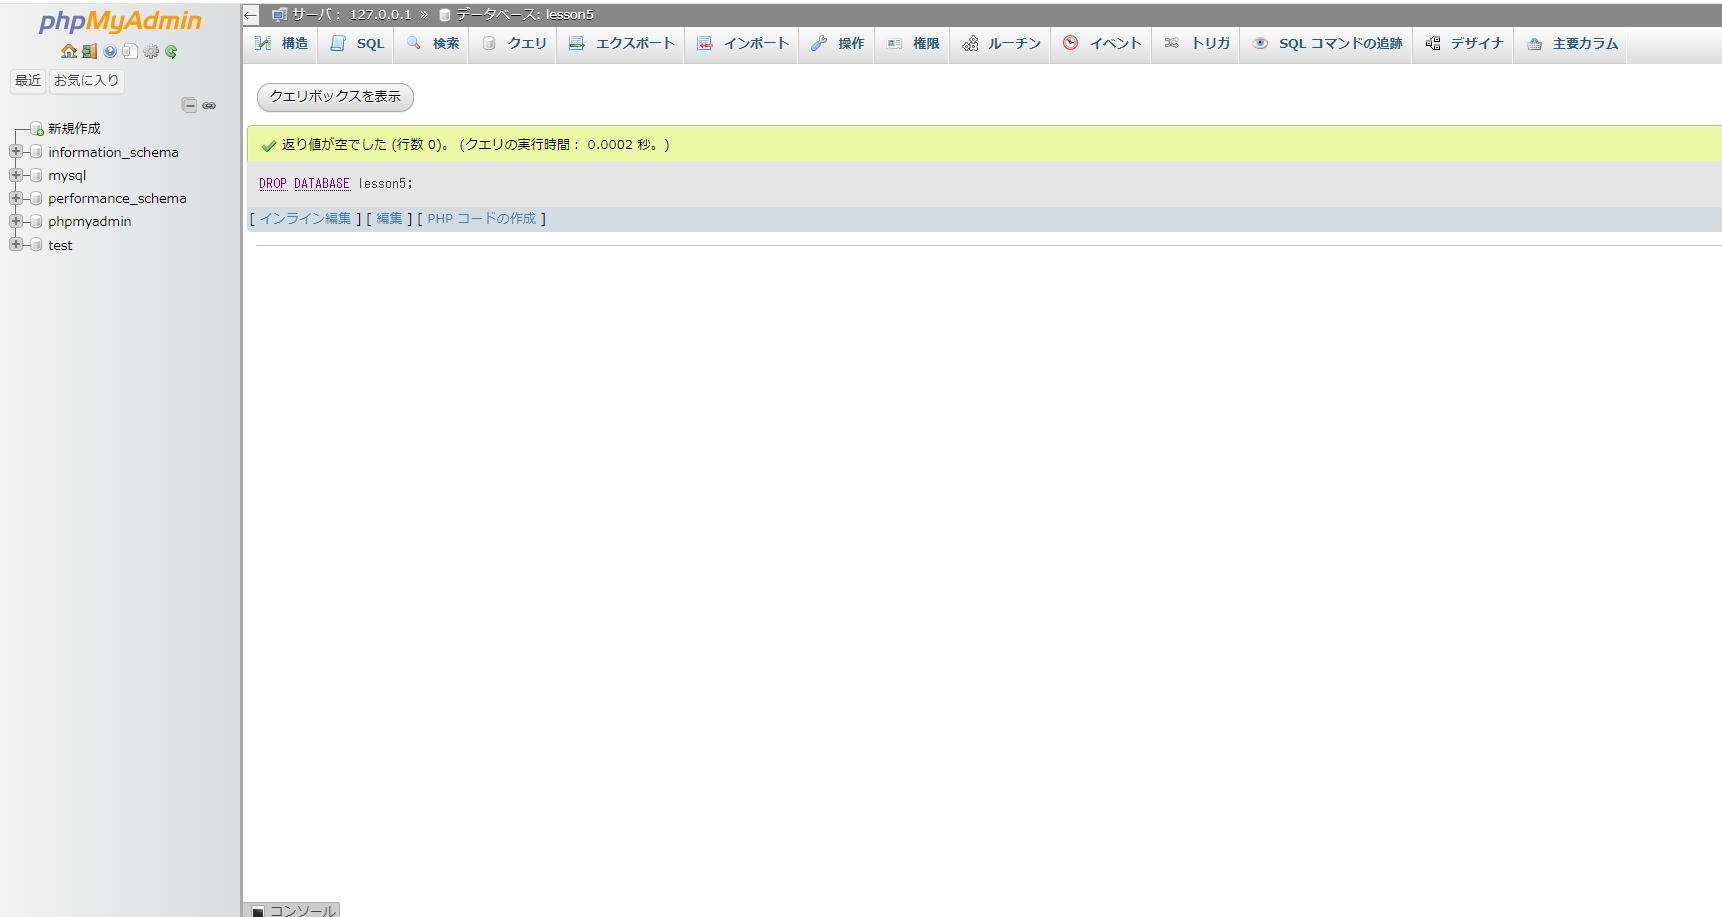 phpMyAdmin
最近 お気に入り
新規作成
information_schema
mysql
performance_schema
phpmyadmin
test
サーバ: 127.0.0.1 » データベース: lesson5
構造 SQL 検索 クエリ エクスポート インポート 操作 権限 ルーチン イベント トリガ SQL コマンドの追跡 デザイナ 主要カラム
クエリボックスを表示
返り値が空でした (行数 0)。 (クエリの実行時間: 0.0002 秒。)
DROP DATABASE lesson5;
[ インライン編集 ] [ 編集 ] [ PHP コードの作成 ]
コンソール